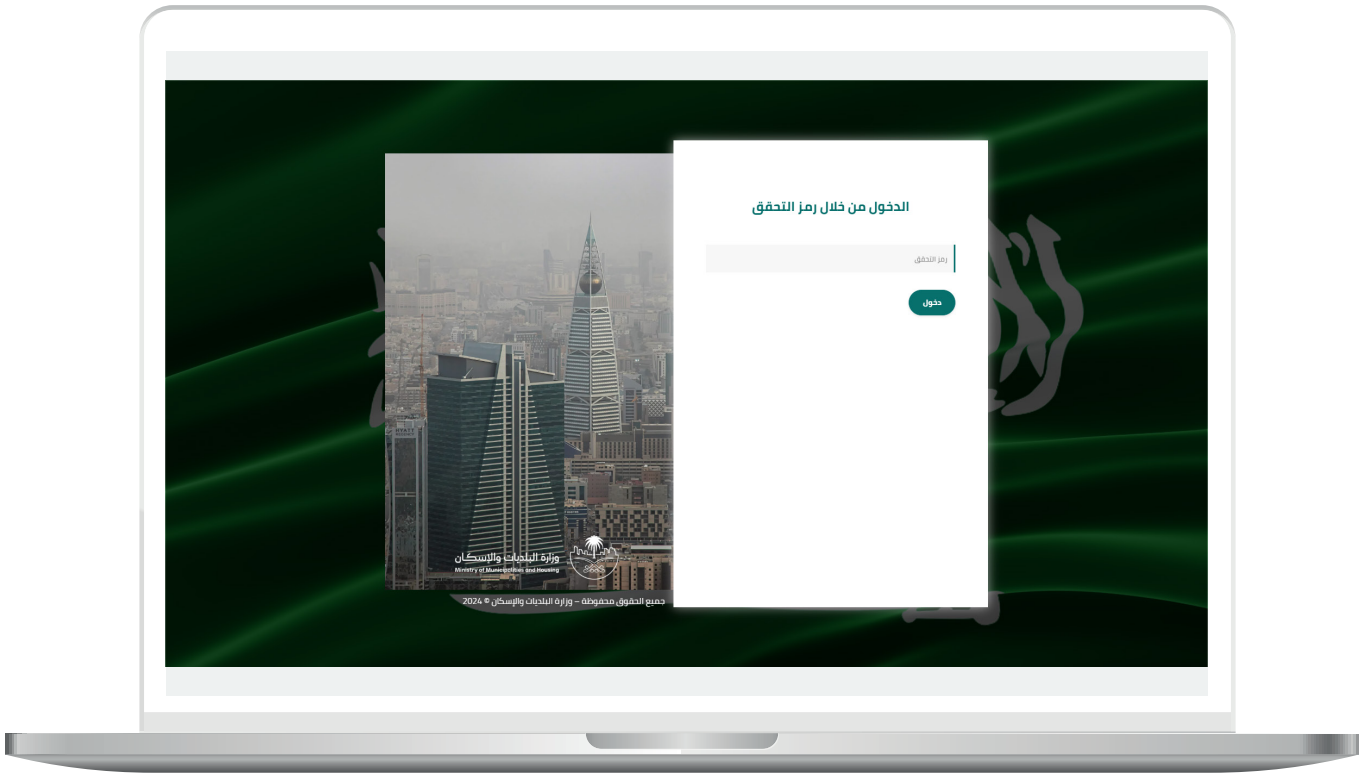 الدخول من خلال رمز التحقق
رمز التحقق
دخول
وزارة البلديات والإسكان
Ministry of Municipalities and Housing
جميع الحقوق محفوظة – وزارة البلديات والإسكان © 2024
HYATT